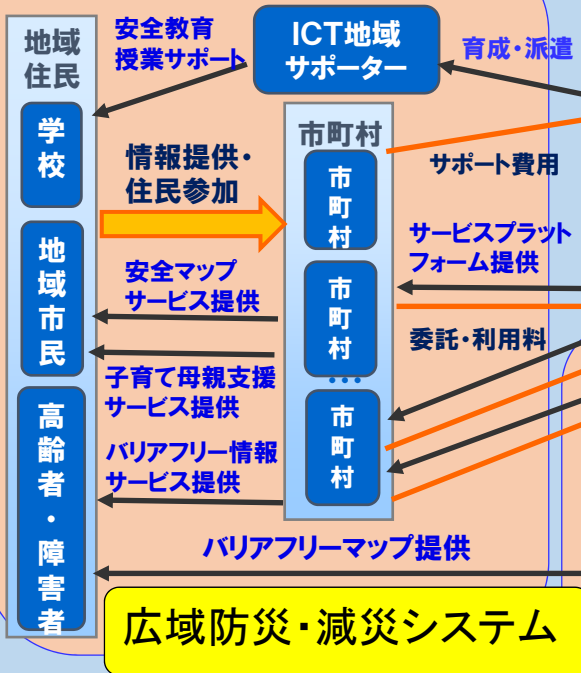 地域
住民
学校
地域市民
高齢者・障害者
安全教育
授業サポート
ICT地域
サポーター
育成・派遣
情報提供・
住民参加
市町村
市町村
市町村
…
市町村
サポート費用
サービスプラット
フォーム提供
委託・利用料
安全マップ
サービス提供
子育て母親支援
サービス提供
バリアフリー情報
サービス提供
バリアフリーマップ提供
広域防災・減災システム